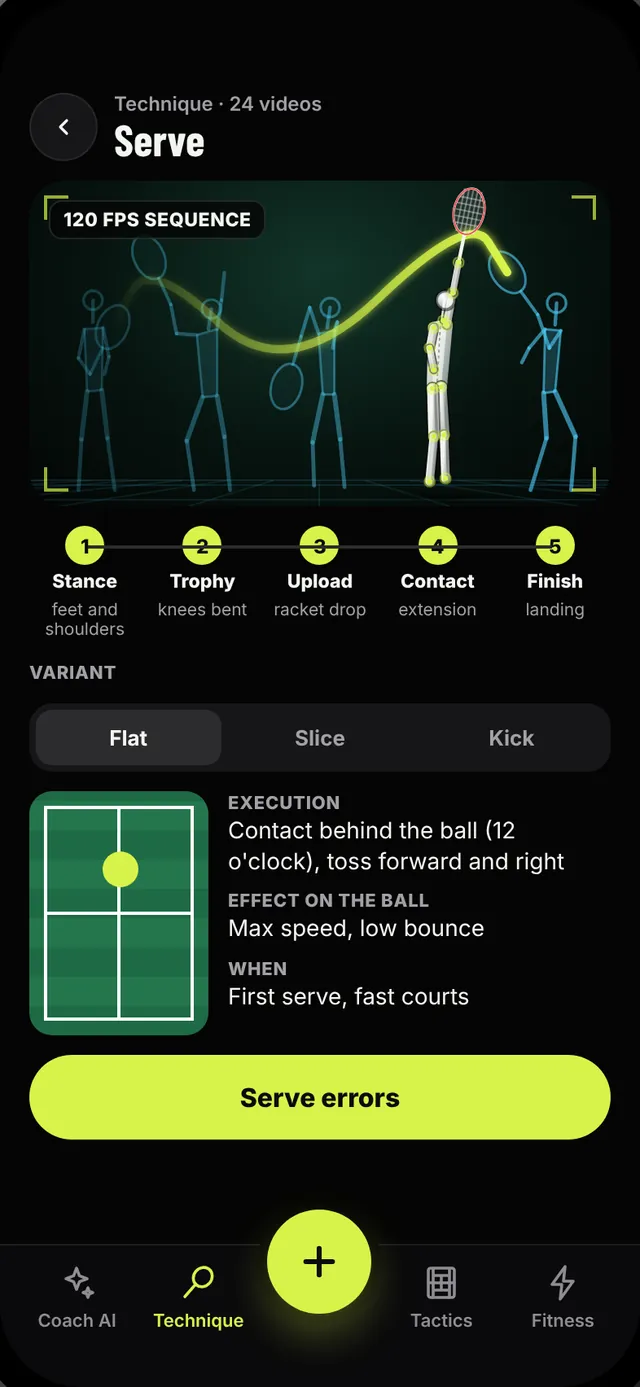 Technique · 24 videos
Serve
120 FPS SEQUENCE
1 2 3 4 5
Stance Trophy Upload Contact Finish
feet and knees bent racket drop extension landing
shoulders
VARIANT
Flat Slice Kick
EXECUTION
Contact behind the ball (12
o'clock), toss forward and right
EFFECT ON THE BALL
Max speed, low bounce
WHEN
First serve, fast courts
Serve errors
Coach AI Technique Tactics Fitness